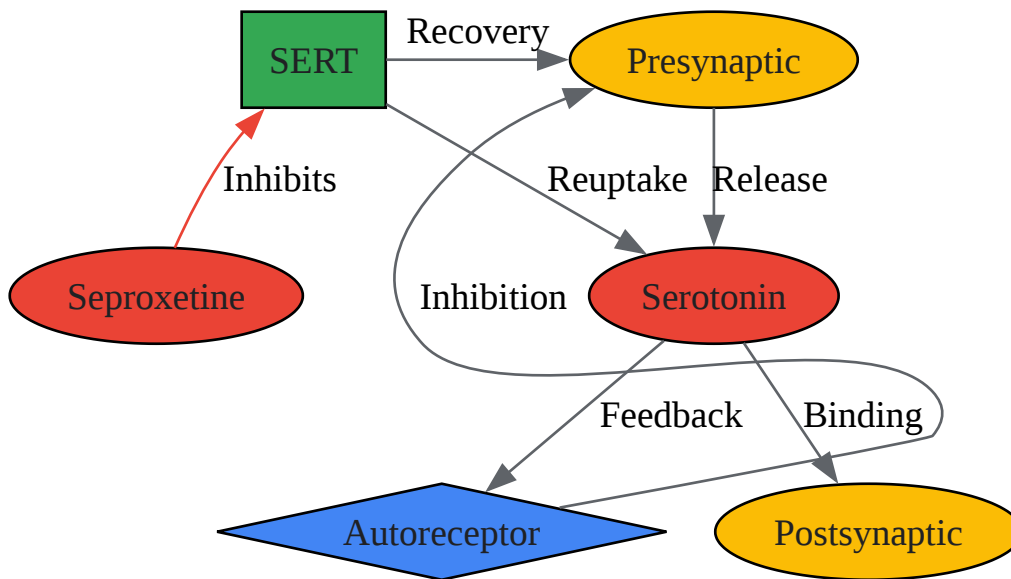 SERT
Recovery
Presynaptic
Inhibits
Reuptake
Release
Seproxetine
Inhibition
Serotonin
Feedback
Binding
Autoreceptor
Postsynaptic